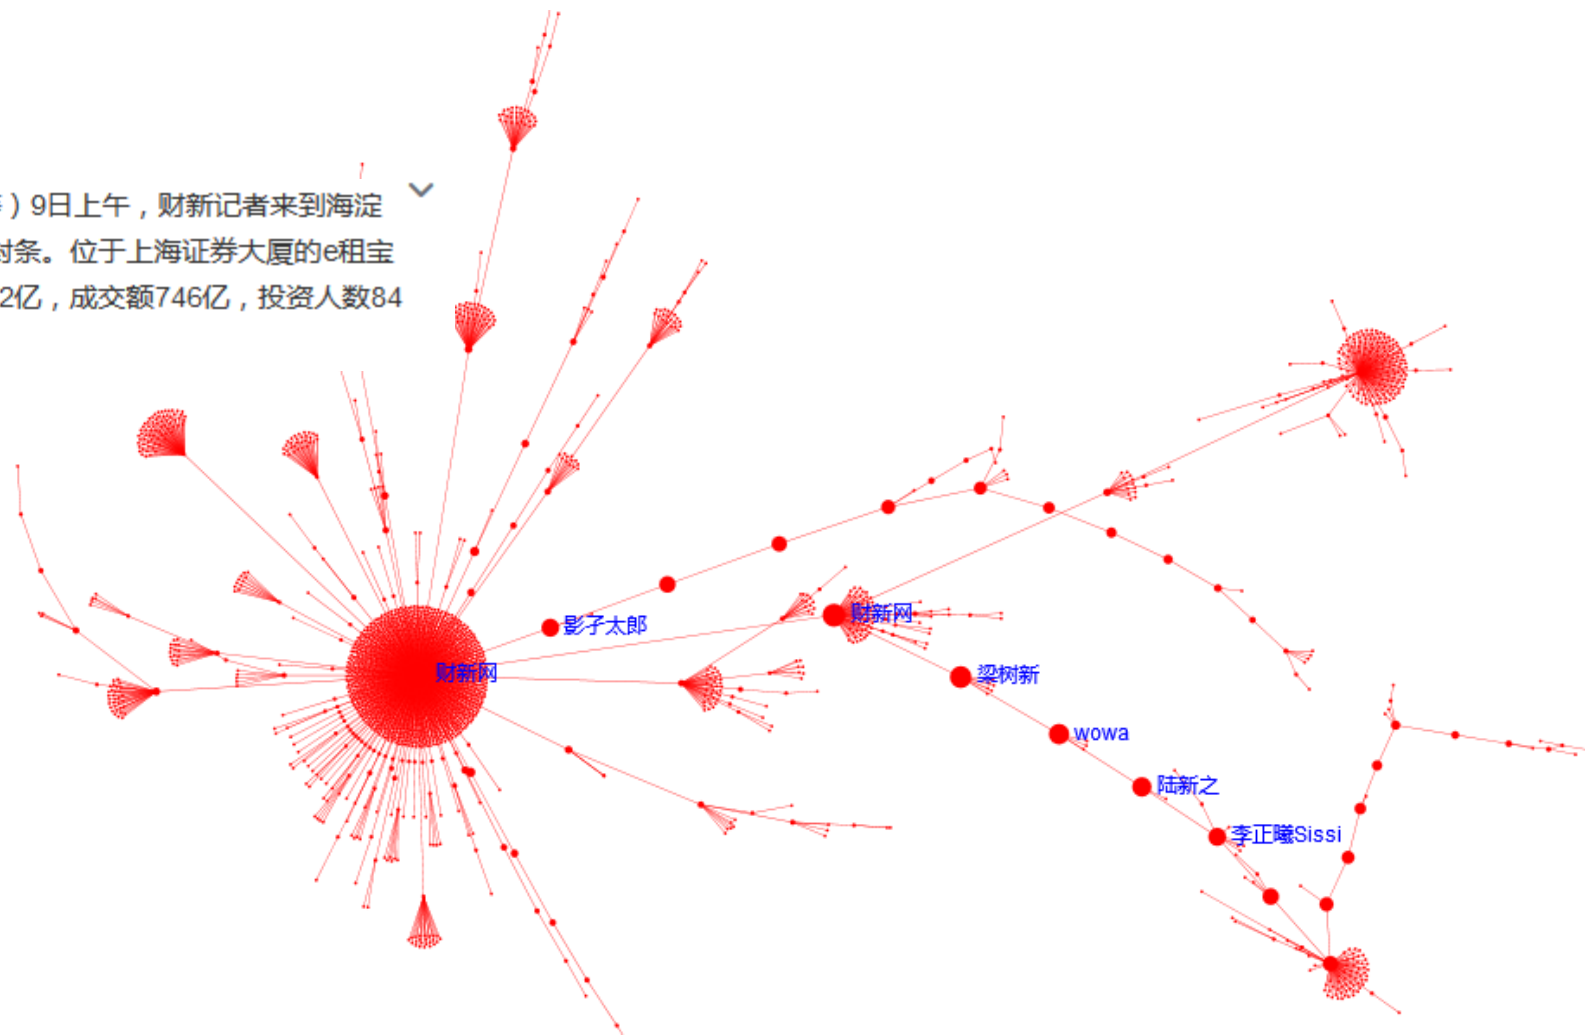 ）9日上午，财新记者来到海淀
封条。位于上海证券大厦的e租宝
2亿，成交额746亿，投资人数84
财新网
影子太郎
财新网
梁树新
wowa
陆新之
李正曦Sissi